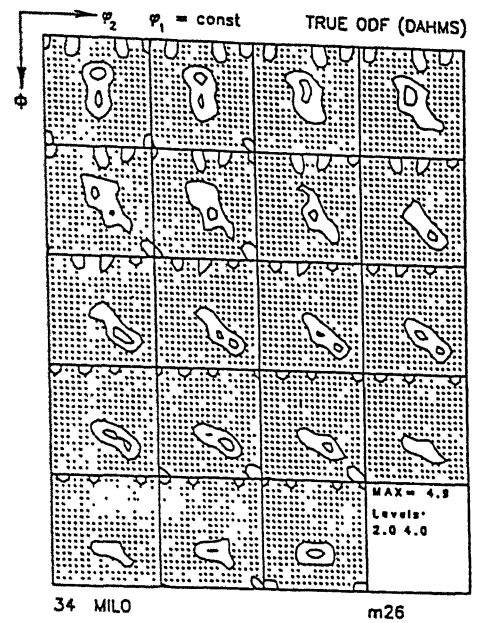 φ₂ φ₁ = const TRUE ODF (DAHMS)
Φ
MAX= 4.9
Levels:
2.0 4.0
34 MILO m26